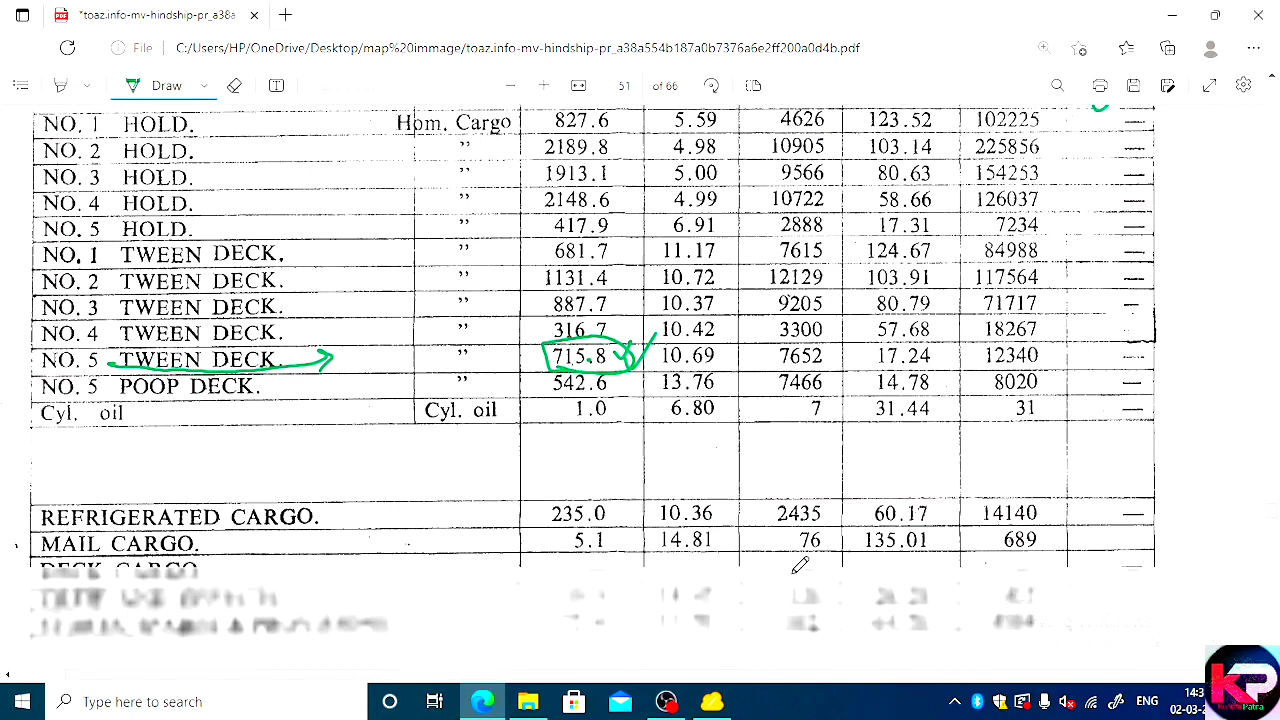 *toaz.info-mv-hindship-pr_a38a
File C:/Users/HP/OneDrive/Desktop/map%20immage/toaz.info-mv-hindship-pr_a38a554b187a0b7376a6e2ff200a0d4b.pdf
Draw 51 of 66
NO. 1 HOLD. Hom. Cargo 827.6 5.59 4626 123.52 102225 —
NO. 2 HOLD. ” 2189.8 4.98 10905 103.14 225856 —
NO. 3 HOLD. ” 1913.1 5.00 9566 80.63 154253 —
NO. 4 HOLD. ” 2148.6 4.99 10722 58.66 126037 —
NO. 5 HOLD. ” 417.9 6.91 2888 17.31 7234 —
NO. 1 TWEEN DECK. ” 681.7 11.17 7615 124.67 84988 —
NO. 2 TWEEN DECK. ” 1131.4 10.72 12129 103.91 117564 —
NO. 3 TWEEN DECK. ” 887.7 10.37 9205 80.79 71717 —
NO. 4 TWEEN DECK. ” 316.7 10.42 3300 57.68 18267 —
NO. 5 TWEEN DECK. ” 715.8 10.69 7652 17.24 12340 —
NO. 5 POOP DECK. ” 542.6 13.76 7466 14.78 8020 —
Cyl. oil Cyl. oil 1.0 6.80 7 31.44 31 —
REFRIGERATED CARGO. 235.0 10.36 2435 60.17 14140 —
MAIL CARGO. 5.1 14.81 76 135.01 689 —
DECK CARGO
Type here to search
ENG
14:3
02-03-2
KP
Patra